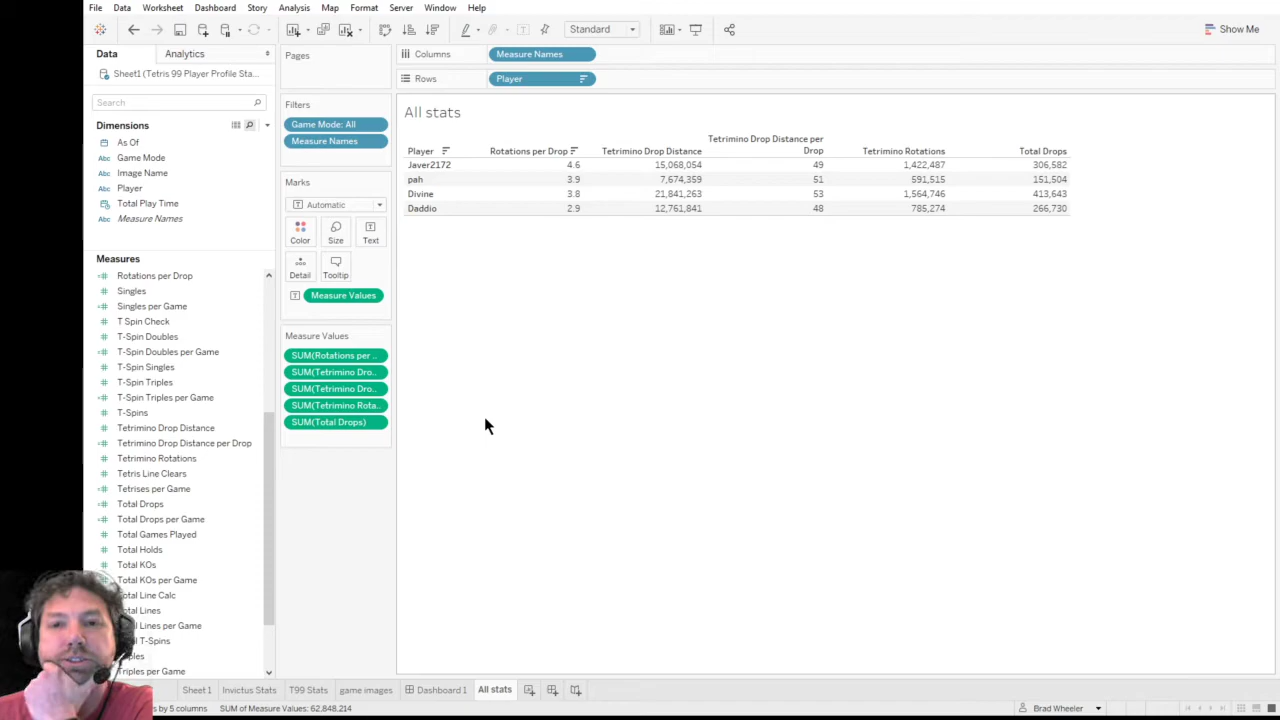 File Data Worksheet Dashboard Story Analysis Map Format Server Window Help
Standard
Show Me
Data Analytics
Sheet1 (Tetris 99 Player Profile Sta...
Search
Dimensions
As Of
Abc Game Mode
Abc Image Name
Abc Player
Total Play Time
Abc Measure Names
Measures
Rotations per Drop
Singles
Singles per Game
T Spin Check
T-Spin Doubles
T-Spin Doubles per Game
T-Spin Singles
T-Spin Triples
T-Spin Triples per Game
T-Spins
Tetrimino Drop Distance
Tetrimino Drop Distance per Drop
Tetrimino Rotations
Tetris Line Clears
Tetrises per Game
Total Drops
Total Drops per Game
Total Games Played
Total Holds
Total KOs
Total KOs per Game
Total Line Calc
Total Lines
Total Lines per Game
l T-Spins
ples
Triples per Game
Pages
Filters
Game Mode: All
Measure Names
Marks
Automatic
Color Size Text
Detail Tooltip
Measure Values
Measure Values
SUM(Rotations per ..
SUM(Tetrimino Dro..
SUM(Tetrimino Dro..
SUM(Tetrimino Rota..
SUM(Total Drops)
Columns Measure Names
Rows Player
All stats
Tetrimino Drop Distance per
Player Rotations per Drop Tetrimino Drop Distance Drop Tetrimino Rotations Total Drops
Javer2172 4.6 15,068,054 49 1,422,487 306,582
pah 3.9 7,674,359 51 591,515 151,504
Divine 3.8 21,841,263 53 1,564,746 413,643
Daddio 2.9 12,761,841 48 785,274 266,730
Sheet 1 Invictus Stats T99 Stats game images Dashboard 1 All stats
s by 5 columns SUM of Measure Values: 62,848,214 Brad Wheeler